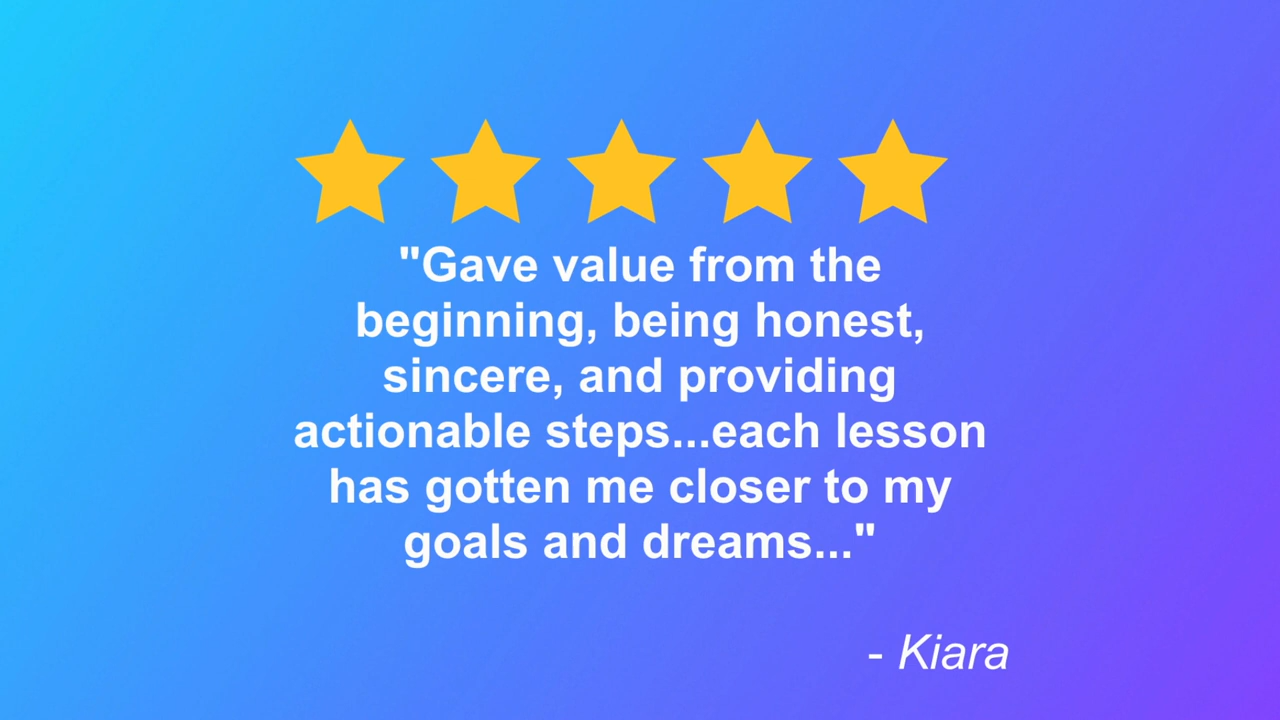 "Gave value from the
beginning, being honest,
sincere, and providing
actionable steps...each lesson
has gotten me closer to my
goals and dreams..."
- Kiara